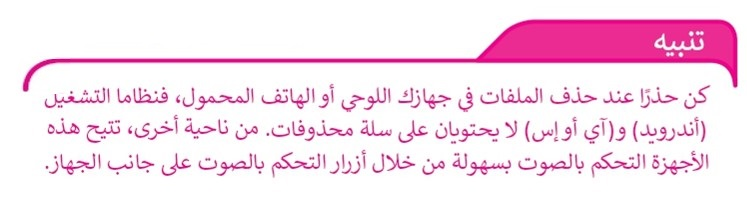 تنبيه
كن حذرًا عند حذف الملفات في جهازك اللوحي أو الهاتف المحمول، فنظاما التشغيل
(أندرويد) و(آي أو إس) لا يحتويان على سلة محذوفات. من ناحية أخرى، تتيح هذه
الأجهزة التحكم بالصوت بسهولة من خلال أزرار التحكم بالصوت على جانب الجهاز.